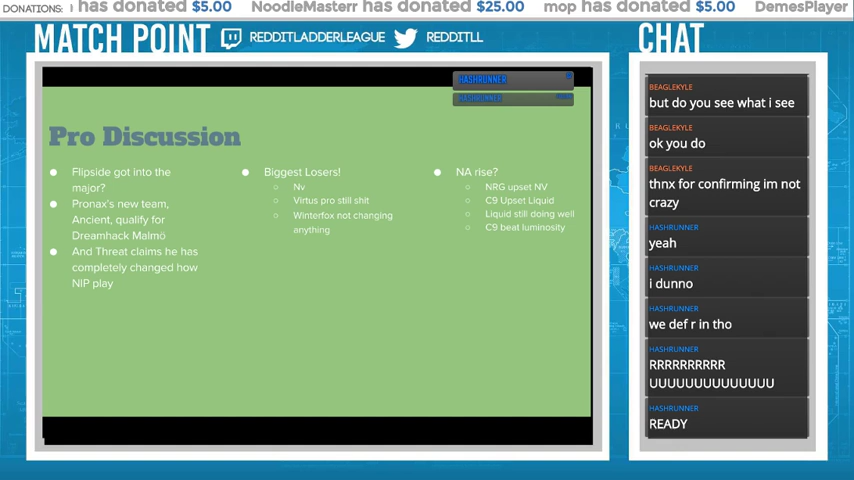 DONATIONS: has donated $5.00 NoodleMasterr has donated $25.00 mop has donated $5.00 DemesPlayer
MATCH POINT REDDITLADDERLEAGUE REDDITLL
CHAT
HASHRUNNER
HASHRUNNER
Pro Discussion
Flipside got into the
major?
Pronax's new team,
Ancient, qualify for
Dreamhack Malmö
And Threat claims he has
completely changed how
NIP play
Biggest Losers!
Nv
Virtus pro still shit
Winterfox not changing
anything
NA rise?
NRG upset NV
C9 Upset Liquid
Liquid still doing well
C9 beat luminosity
BEAGLEKYLE
but do you see what i see
BEAGLEKYLE
ok you do
BEAGLEKYLE
thnx for confirming im not
crazy
HASHRUNNER
yeah
HASHRUNNER
i dunno
HASHRUNNER
we def r in tho
HASHRUNNER
RRRRRRRRRR
UUUUUUUUUUUUUU
HASHRUNNER
READY